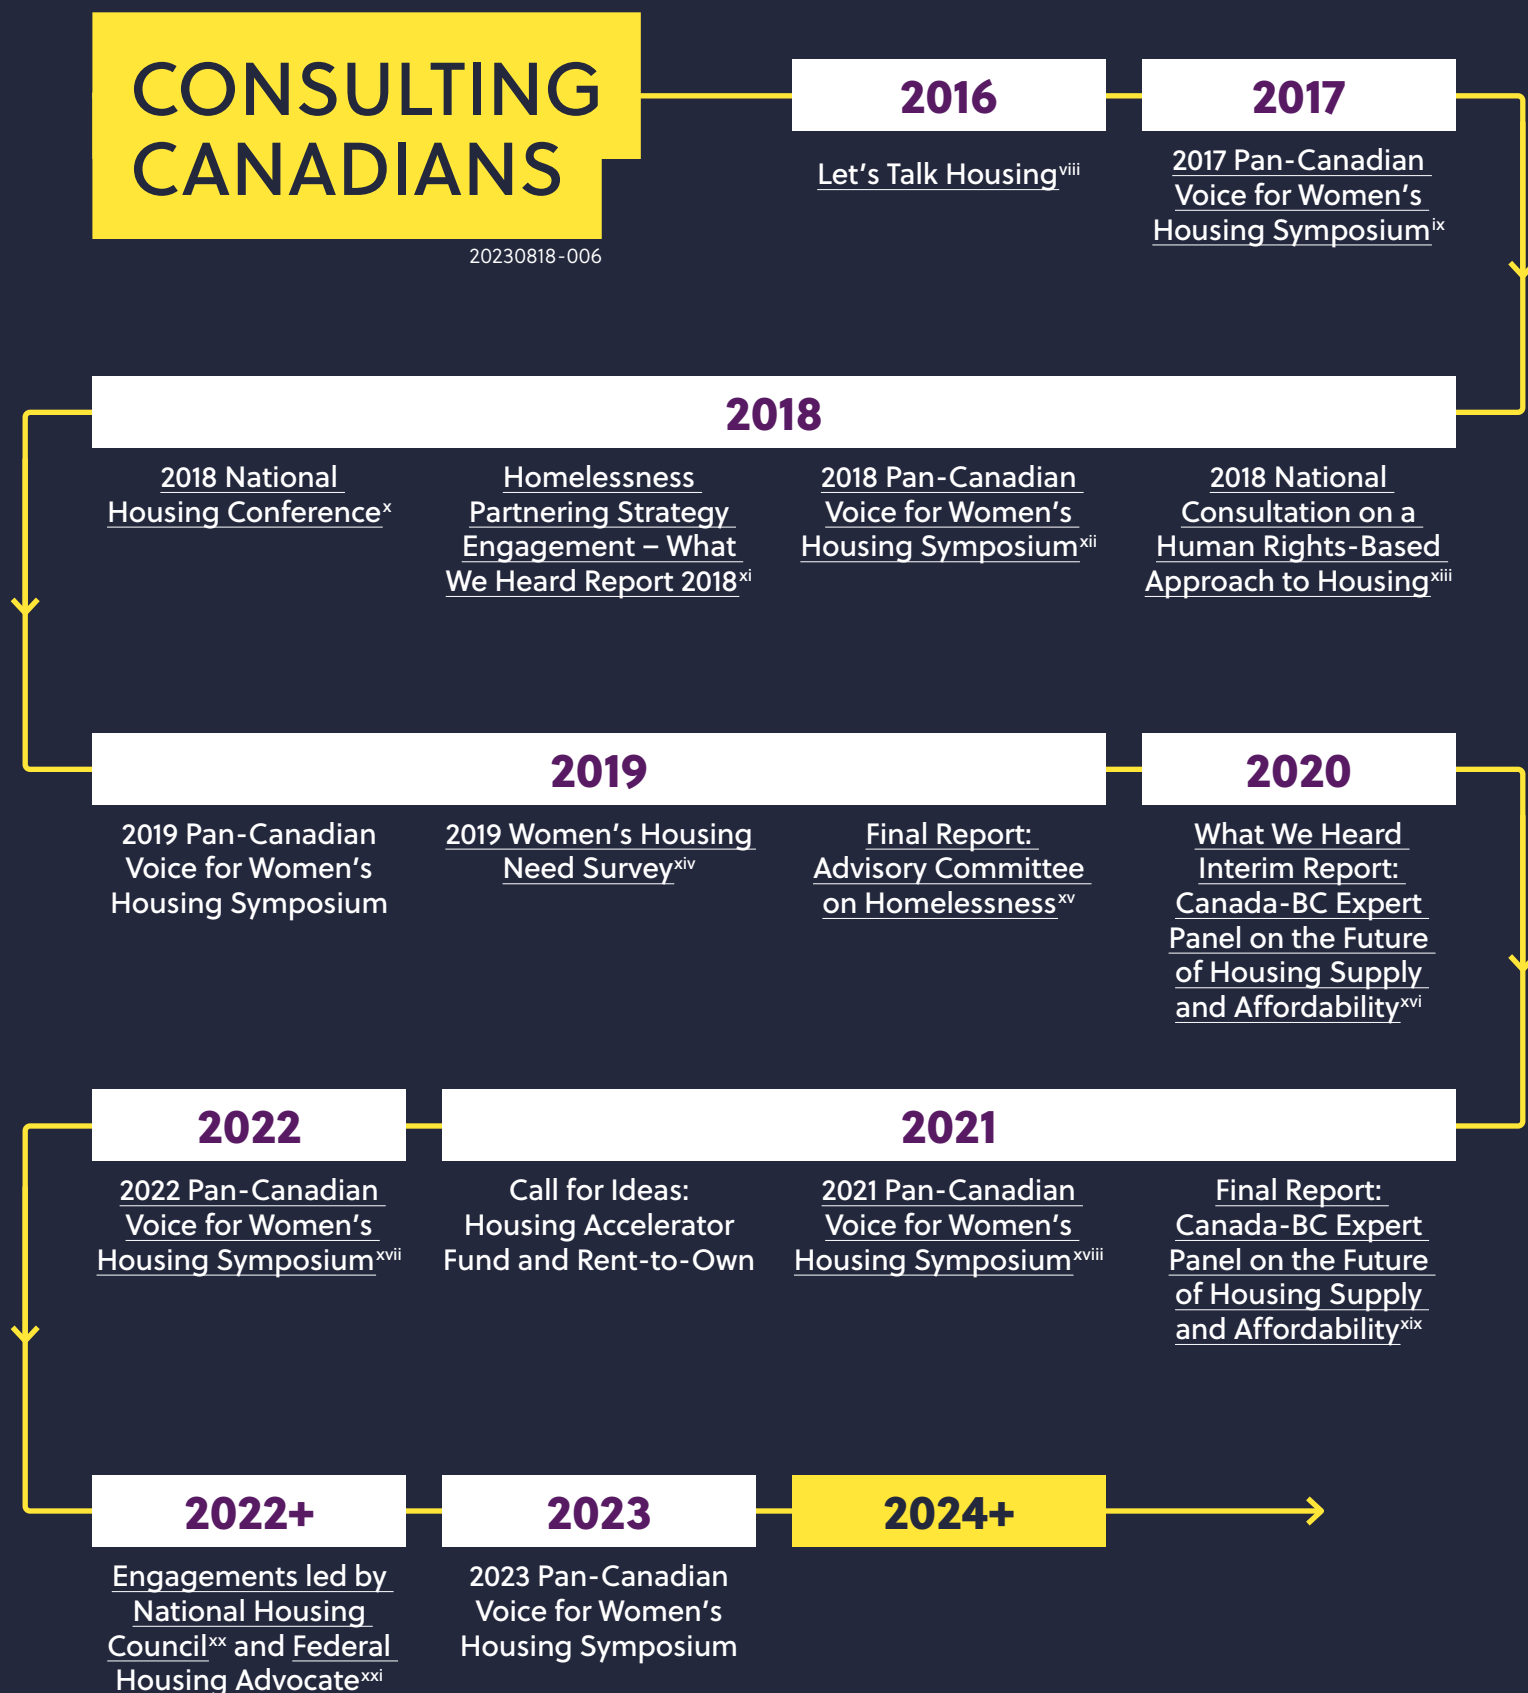 CONSULTING
CANADIANS
20230818-006
2016
Let's Talk Housingviii
2017
2017 Pan-Canadian
Voice for Women's
Housing Symposiumix
2018
2018 National
Housing Conferencex
Homelessness
Partnering Strategy
Engagement – What
We Heard Report 2018xi
2018 Pan-Canadian
Voice for Women's
Housing Symposiumxii
2018 National
Consultation on a
Human Rights-Based
Approach to Housingxiii
2019
2019 Pan-Canadian
Voice for Women's
Housing Symposium
2019 Women's Housing
Need Surveyxiv
Final Report:
Advisory Committee
on Homelessnessxv
2020
What We Heard
Interim Report:
Canada-BC Expert
Panel on the Future
of Housing Supply
and Affordabilityxvi
2022
2022 Pan-Canadian
Voice for Women's
Housing Symposiumxvii
2021
Call for Ideas:
Housing Accelerator
Fund and Rent-to-Own
2021 Pan-Canadian
Voice for Women's
Housing Symposiumxviii
Final Report:
Canada-BC Expert
Panel on the Future
of Housing Supply
and Affordabilityxix
2022+
Engagements led by
National Housing
Councilxx and Federal
Housing Advocatexxi
2023
2023 Pan-Canadian
Voice for Women's
Housing Symposium
2024+